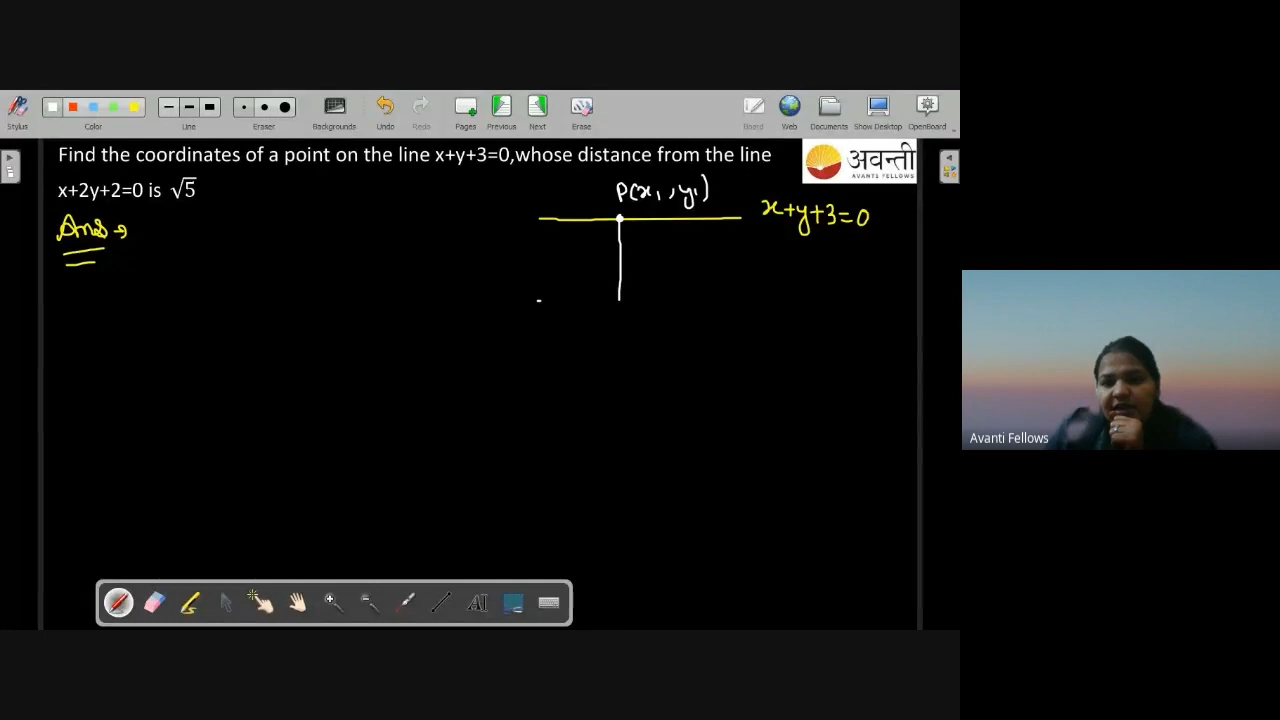 Stylus
Color
Line
Eraser
Backgrounds
Undo
Redo
Pages
Previous
Next
Erase
Board
Web
Documents
Show Desktop
OpenBoard
Find the coordinates of a point on the line x+y+3=0,whose distance from the line
x+2y+2=0 is √5
अवन्ती
AVANTI FELLOWS
P(x₁, y₁)
x+y+3=0
Ans →
Avanti Fellows
AI